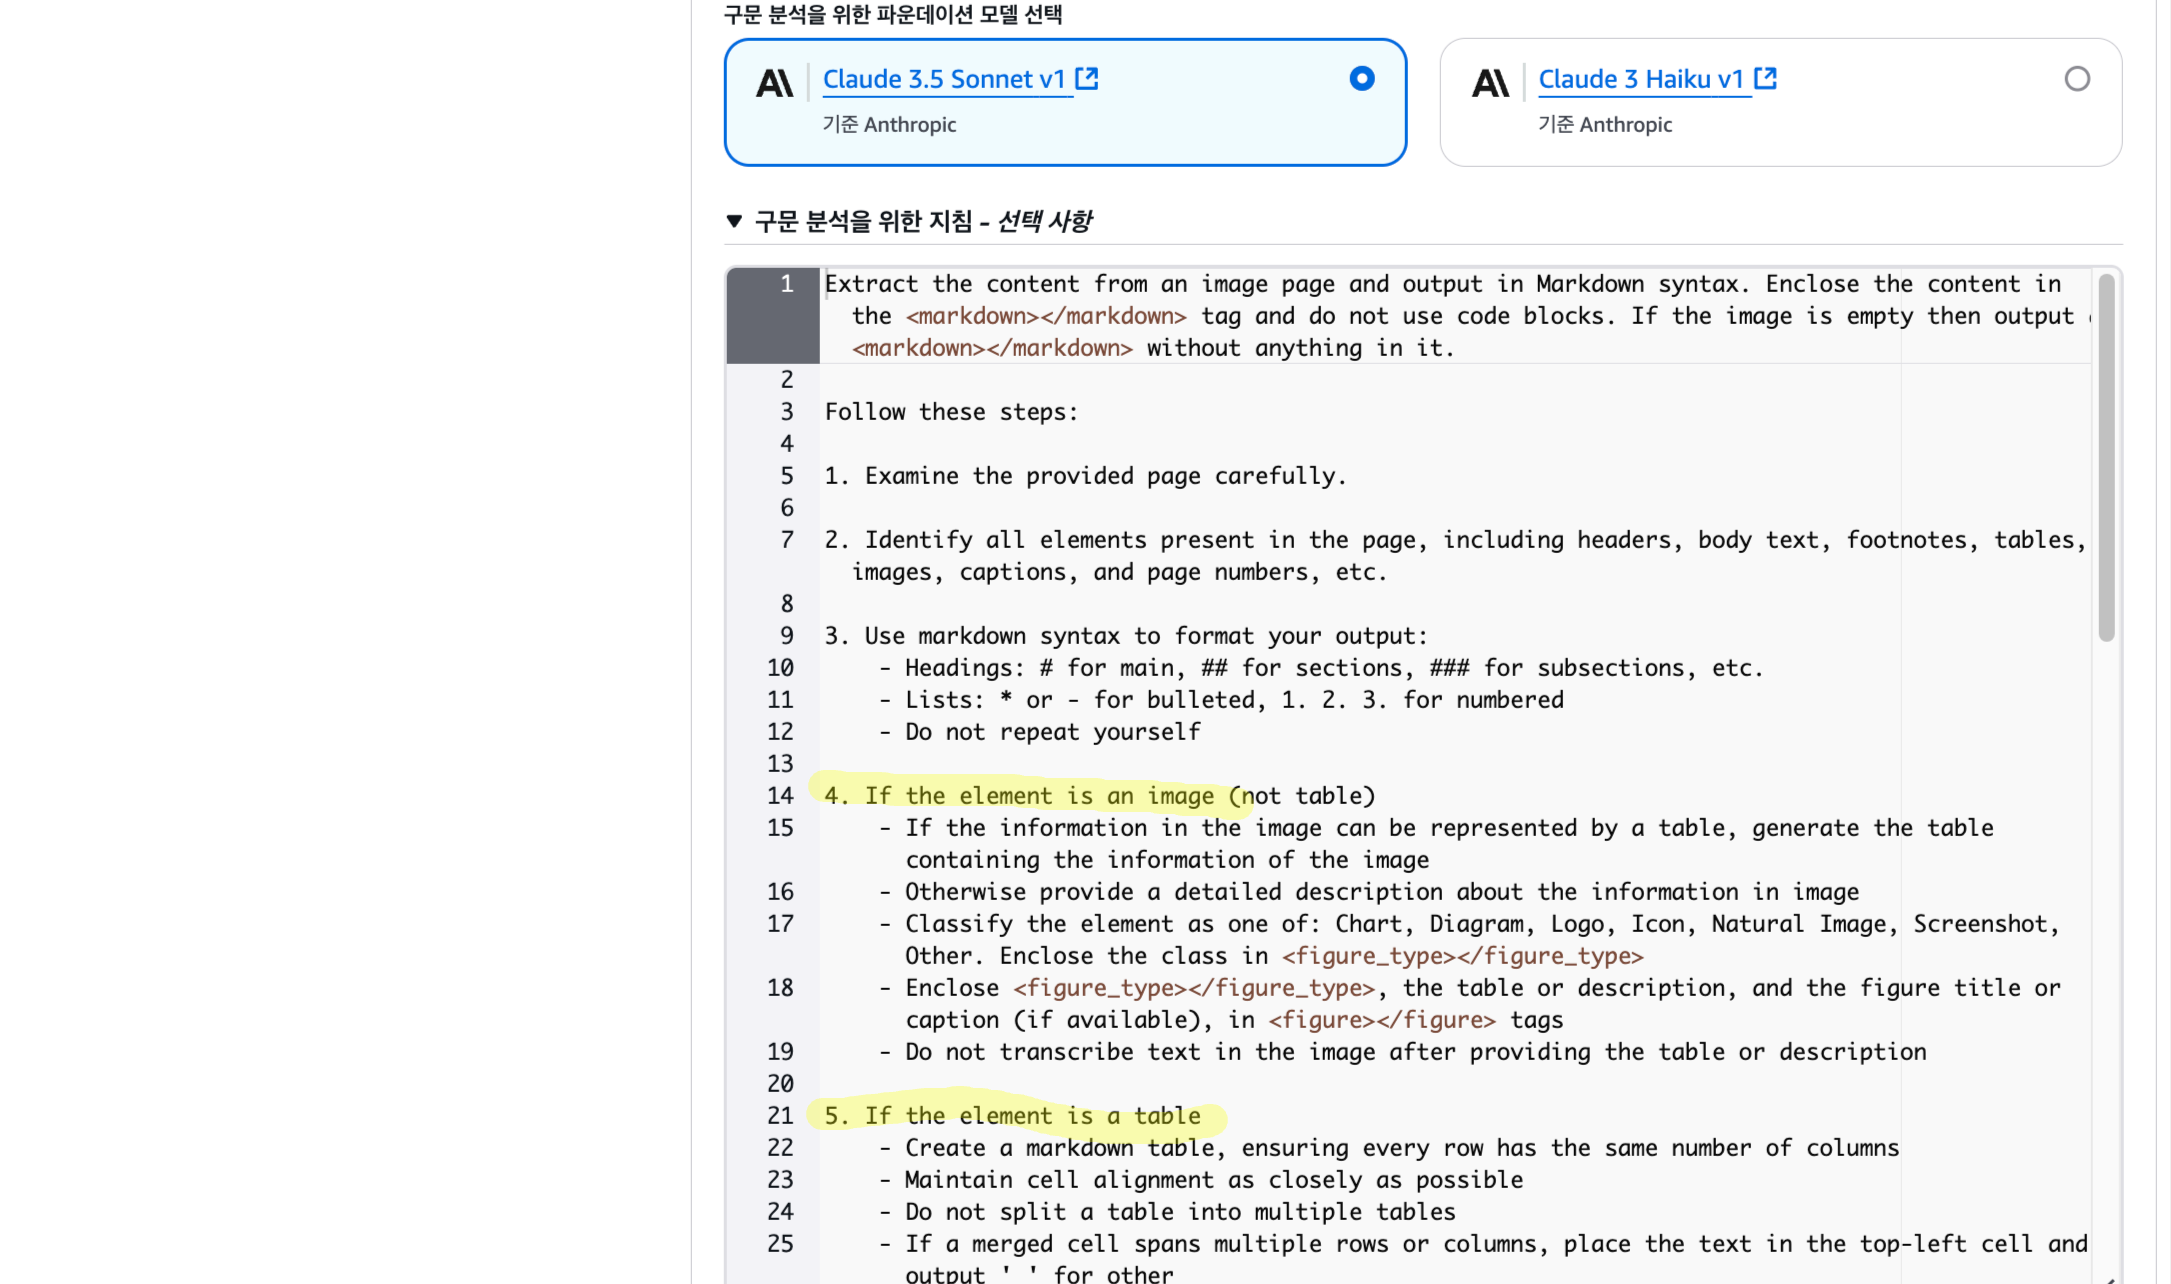 구문 분석을 위한 파운데이션 모델 선택
Claude 3.5 Sonnet v1
기준 Anthropic
Claude 3 Haiku v1
기준 Anthropic
구문 분석을 위한 지침 - 선택 사항
1 Extract the content from an image page and output in Markdown syntax. Enclose the content in
the <markdown></markdown> tag and do not use code blocks. If the image is empty then output
<markdown></markdown> without anything in it.
2
3 Follow these steps:
4
5 1. Examine the provided page carefully.
6
7 2. Identify all elements present in the page, including headers, body text, footnotes, tables,
images, captions, and page numbers, etc.
8
9 3. Use markdown syntax to format your output:
10 - Headings: # for main, ## for sections, ### for subsections, etc.
11 - Lists: * or - for bulleted, 1. 2. 3. for numbered
12 - Do not repeat yourself
13
14 4. If the element is an image (not table)
15 - If the information in the image can be represented by a table, generate the table
containing the information of the image
16 - Otherwise provide a detailed description about the information in image
17 - Classify the element as one of: Chart, Diagram, Logo, Icon, Natural Image, Screenshot,
Other. Enclose the class in <figure_type></figure_type>
18 - Enclose <figure_type></figure_type>, the table or description, and the figure title or
caption (if available), in <figure></figure> tags
19 - Do not transcribe text in the image after providing the table or description
20
21 5. If the element is a table
22 - Create a markdown table, ensuring every row has the same number of columns
23 - Maintain cell alignment as closely as possible
24 - Do not split a table into multiple tables
25 - If a merged cell spans multiple rows or columns, place the text in the top-left cell and
output ' ' for other